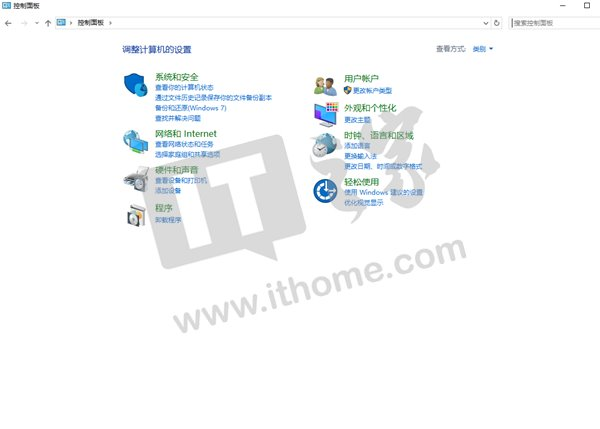 控制面板
控制面板
搜索控制面板
调整计算机的设置
查看方式: 类别
系统和安全
查看你的计算机状态
通过文件历史记录保存你的文件备份副本
备份和还原(Windows 7)
查找并解决问题
网络和 Internet
查看网络状态和任务
选择家庭组和共享选项
硬件和声音
查看设备和打印机
添加设备
程序
卸载程序
用户帐户
更改帐户类型
外观和个性化
更改主题
时钟、语言和区域
添加语言
更换输入法
更改日期、时间或数字格式
轻松使用
使用 Windows 建议的设置
优化视觉显示
IT之家
www.ithome.com